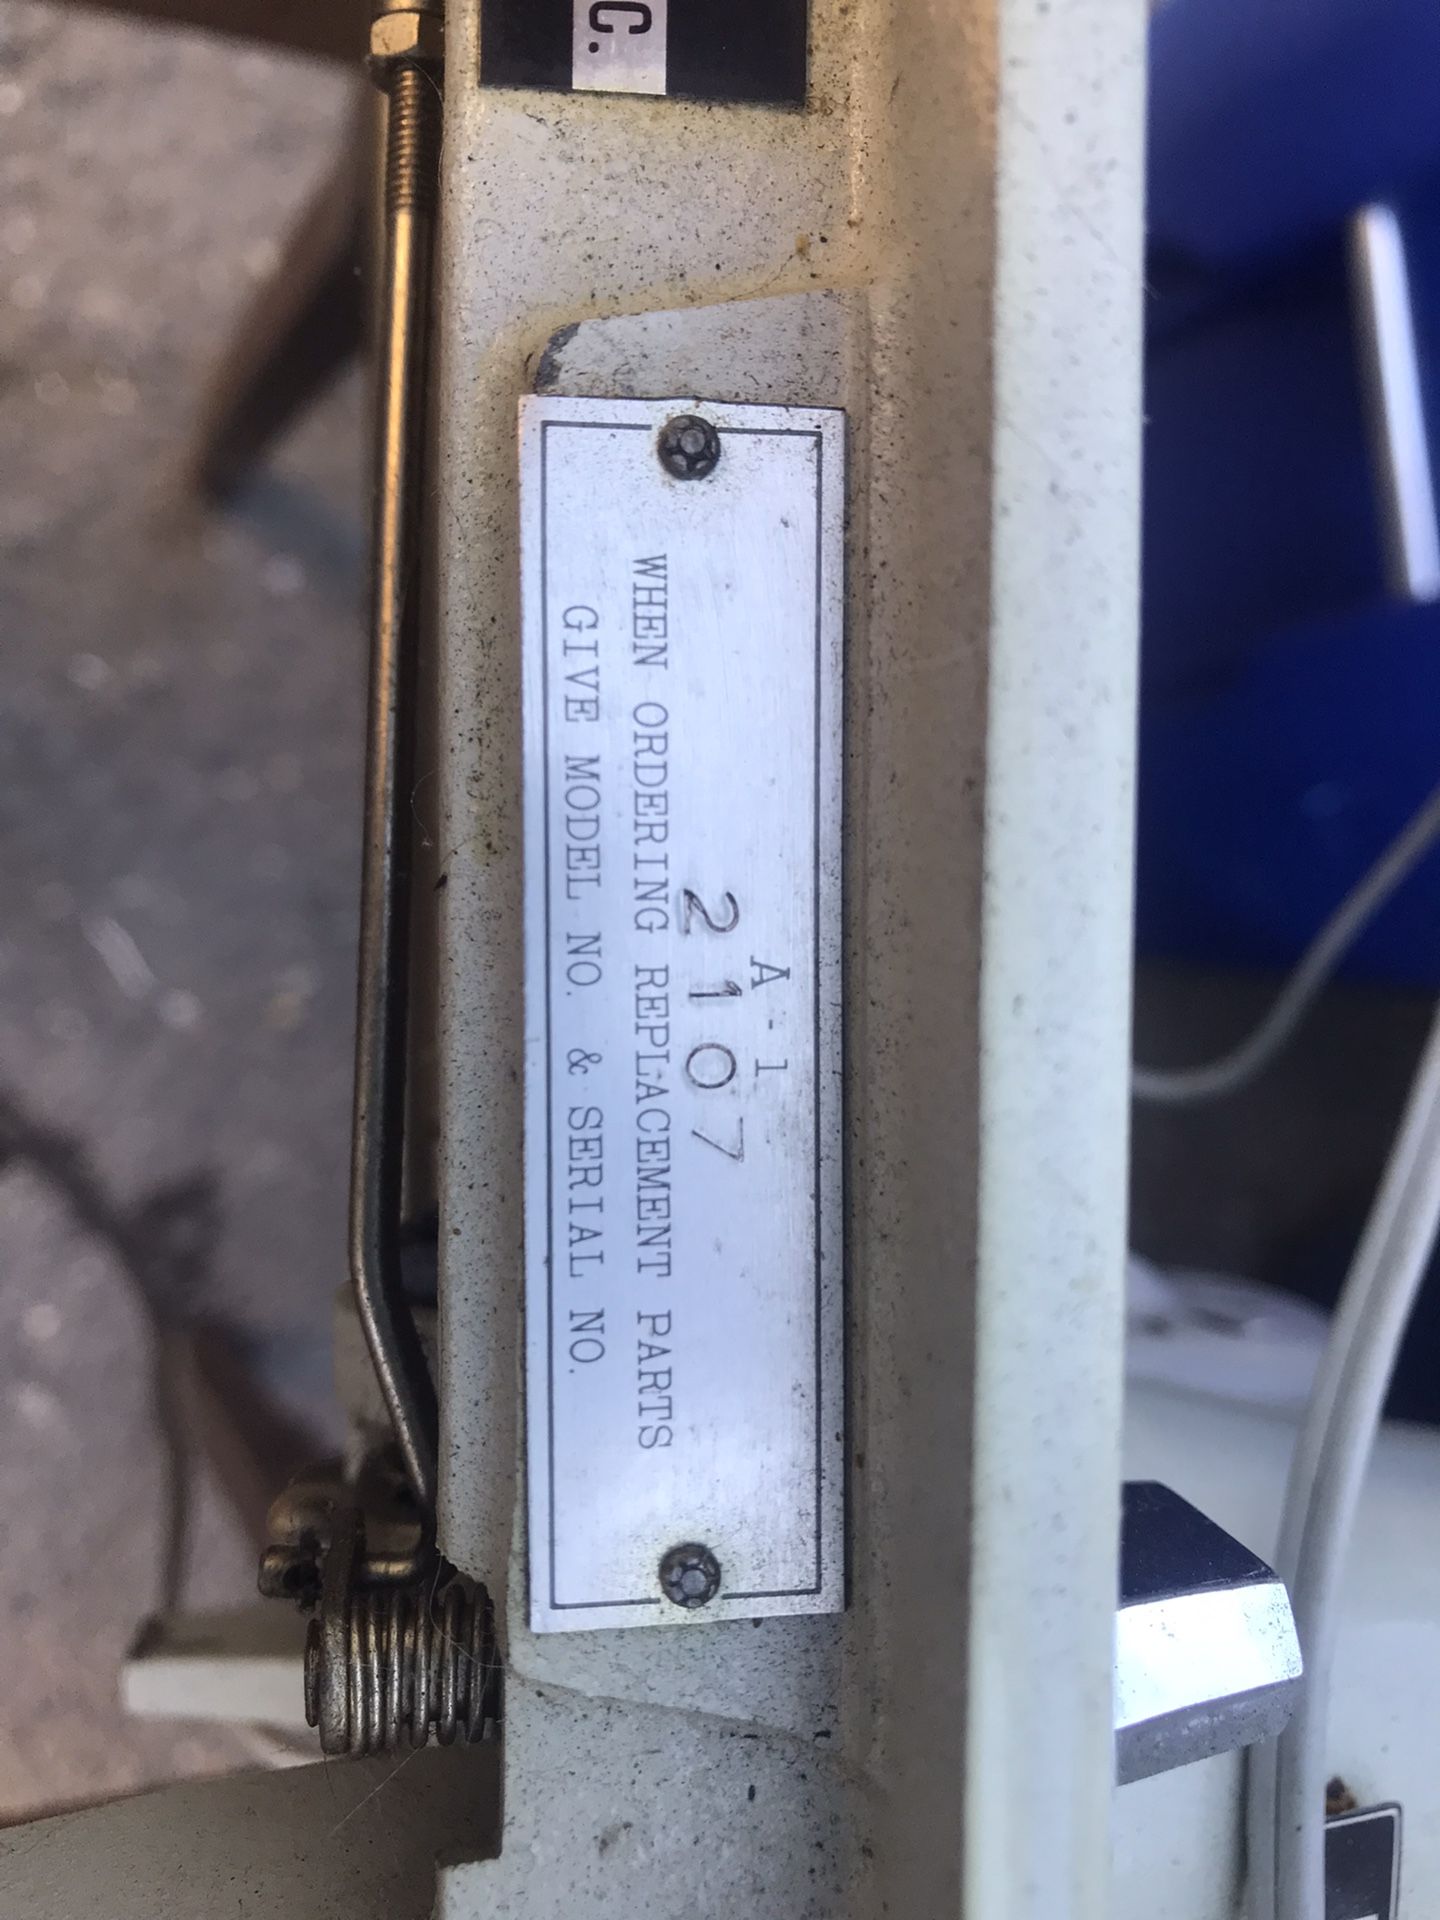 C.
A-1
2107
WHEN ORDERING REPLACEMENT PARTS
GIVE MODEL NO. & SERIAL NO.